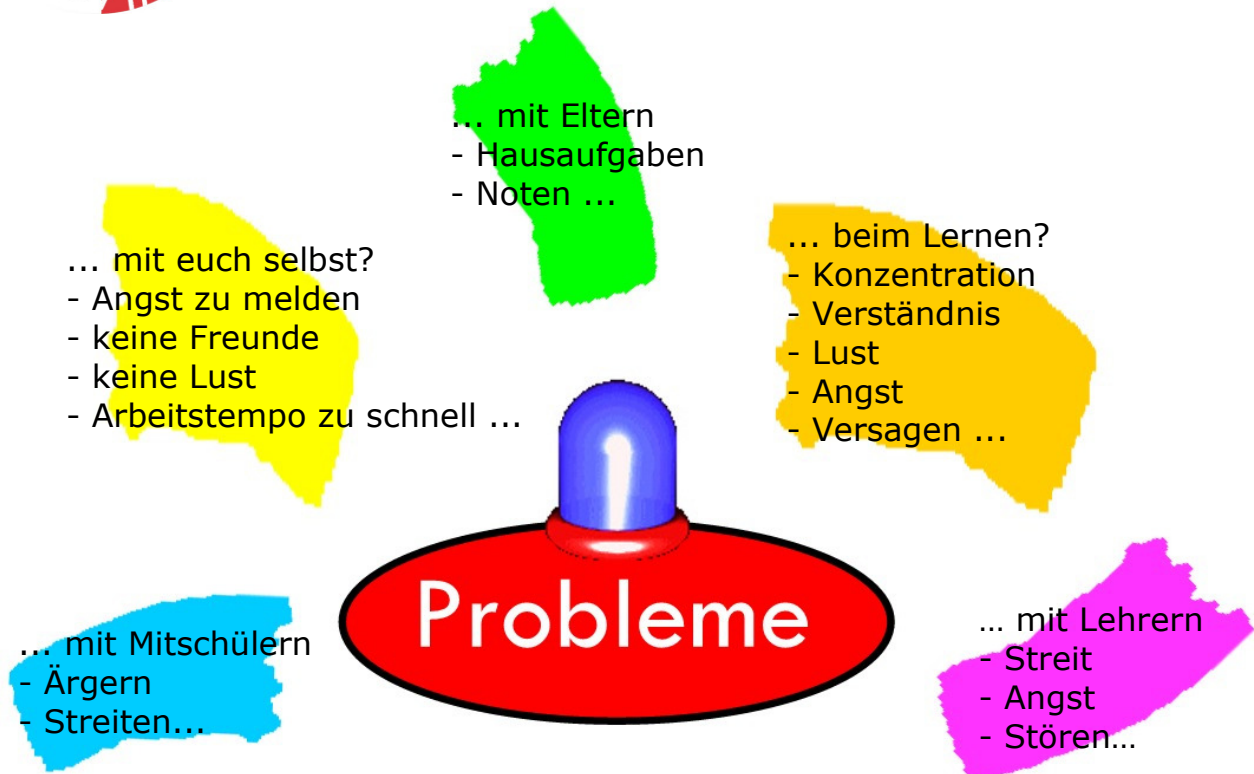 ... mit Eltern
- Hausaufgaben
- Noten ...
... mit euch selbst?
- Angst zu melden
- keine Freunde
- keine Lust
- Arbeitstempo zu schnell ...
... beim Lernen?
- Konzentration
- Verständnis
- Lust
- Angst
- Versagen ...
Probleme
... mit Mitschülern
- Ärgern
- Streiten...
... mit Lehrern
- Streit
- Angst
- Stören...